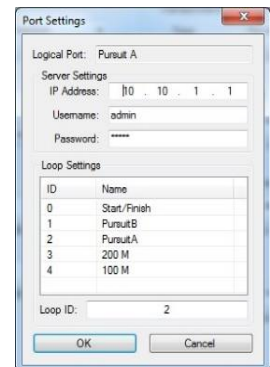 Port Settings
Logical Port: Pursuit A
Server Settings
IP Address: 10 . 10 . 1 . 1
Username: admin
Password: *****
Loop Settings
ID Name
0 Start/Finish
1 PursuitB
2 PursuitA
3 200 M
4 100 M
Loop ID: 2
OK Cancel